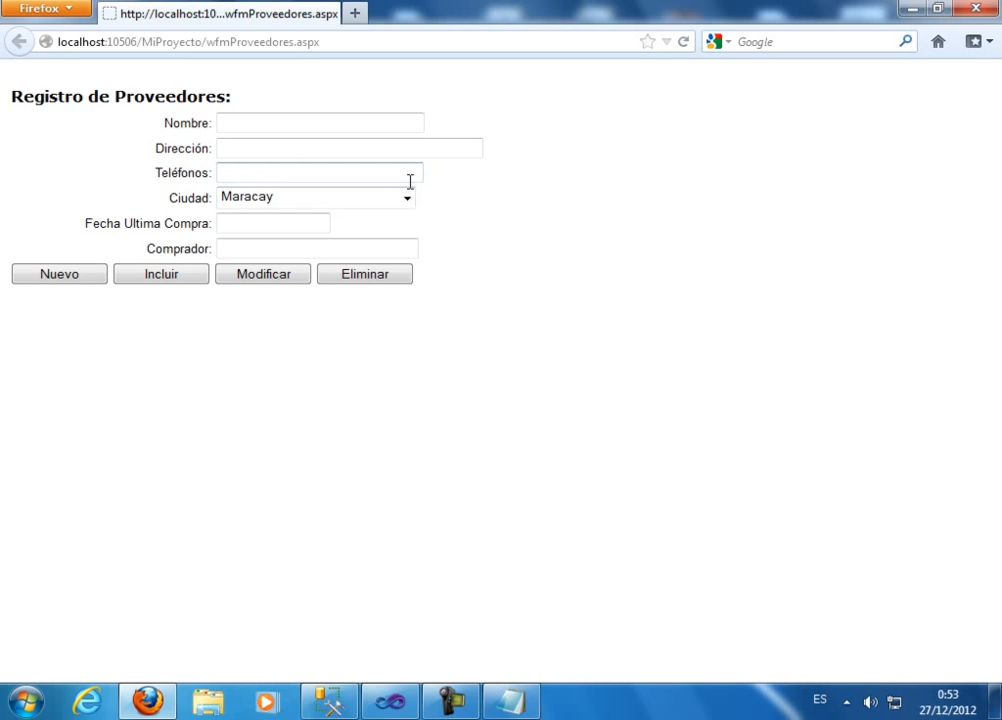 Firefox
http://localhost:10...wfmProveedores.aspx
localhost:10506/MiProyecto/wfmProveedores.aspx
Google
Registro de Proveedores:
Nombre:
Dirección:
Teléfonos:
Ciudad: Maracay
Fecha Ultima Compra:
Comprador:
Nuevo Incluir Modificar Eliminar
ES
0:53
27/12/2012